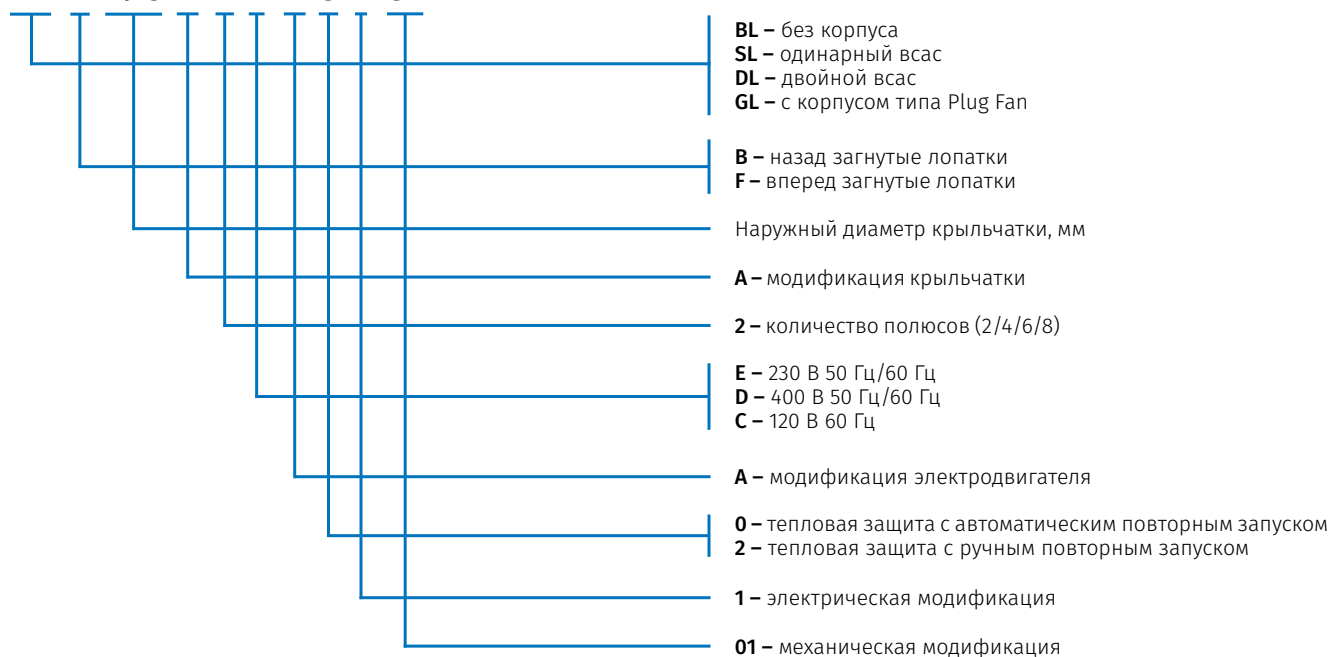 BL – без корпуса
SL – одинарный всас
DL – двойной всас
GL – с корпусом типа Plug Fan
B – назад загнутые лопатки
F – вперед загнутые лопатки
Наружный диаметр крыльчатки, мм
A – модификация крыльчатки
2 – количество полюсов (2/4/6/8)
E – 230 В 50 Гц/60 Гц
D – 400 В 50 Гц/60 Гц
C – 120 В 60 Гц
A – модификация электродвигателя
0 – тепловая защита с автоматическим повторным запуском
2 – тепловая защита с ручным повторным запуском
1 – электрическая модификация
01 – механическая модификация